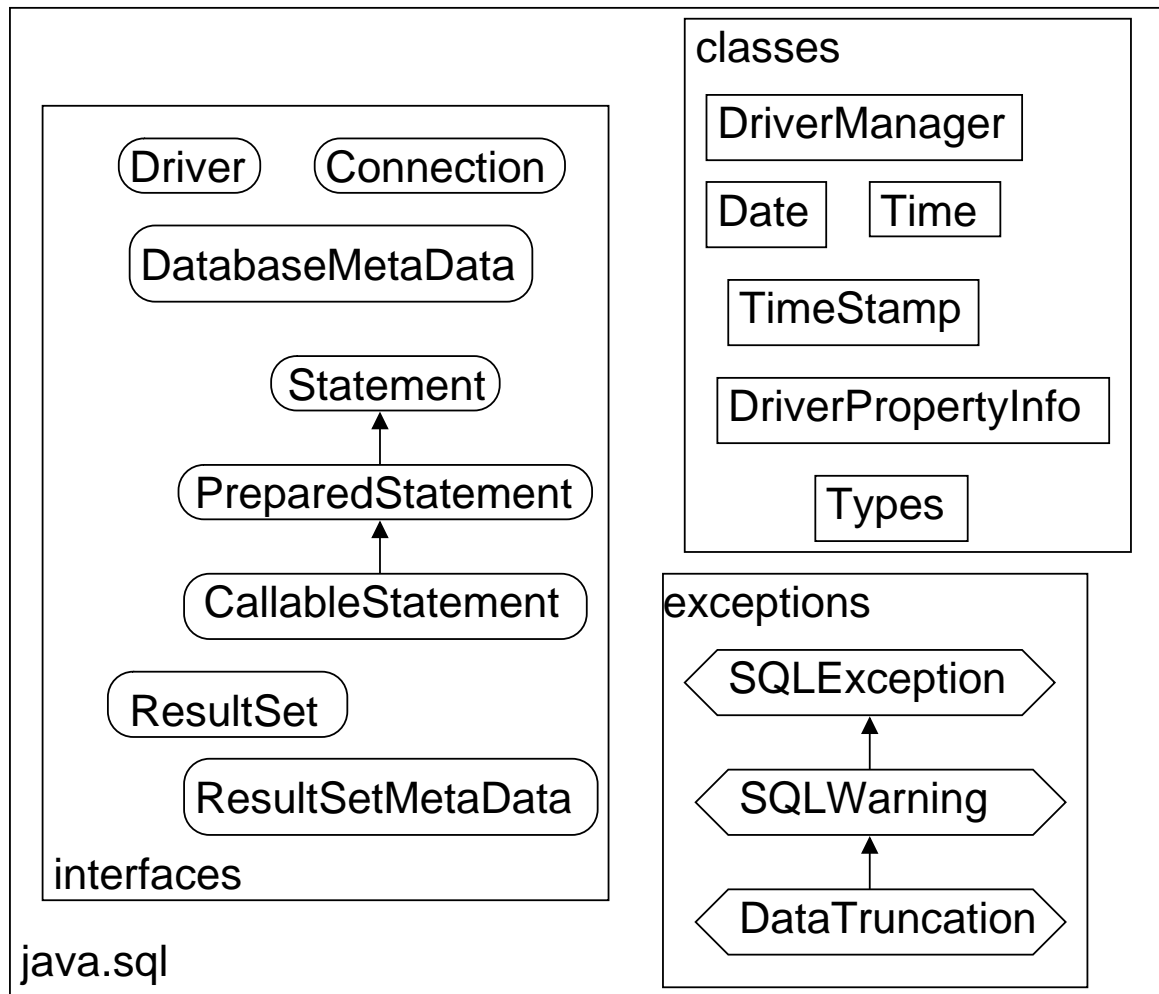 classes
DriverManager
Date
Time
TimeStamp
DriverPropertyInfo
Types
Driver
Connection
DatabaseMetaData
Statement
PreparedStatement
CallableStatement
ResultSet
ResultSetMetaData
interfaces
exceptions
SQLException
SQLWarning
DataTruncation
java.sql